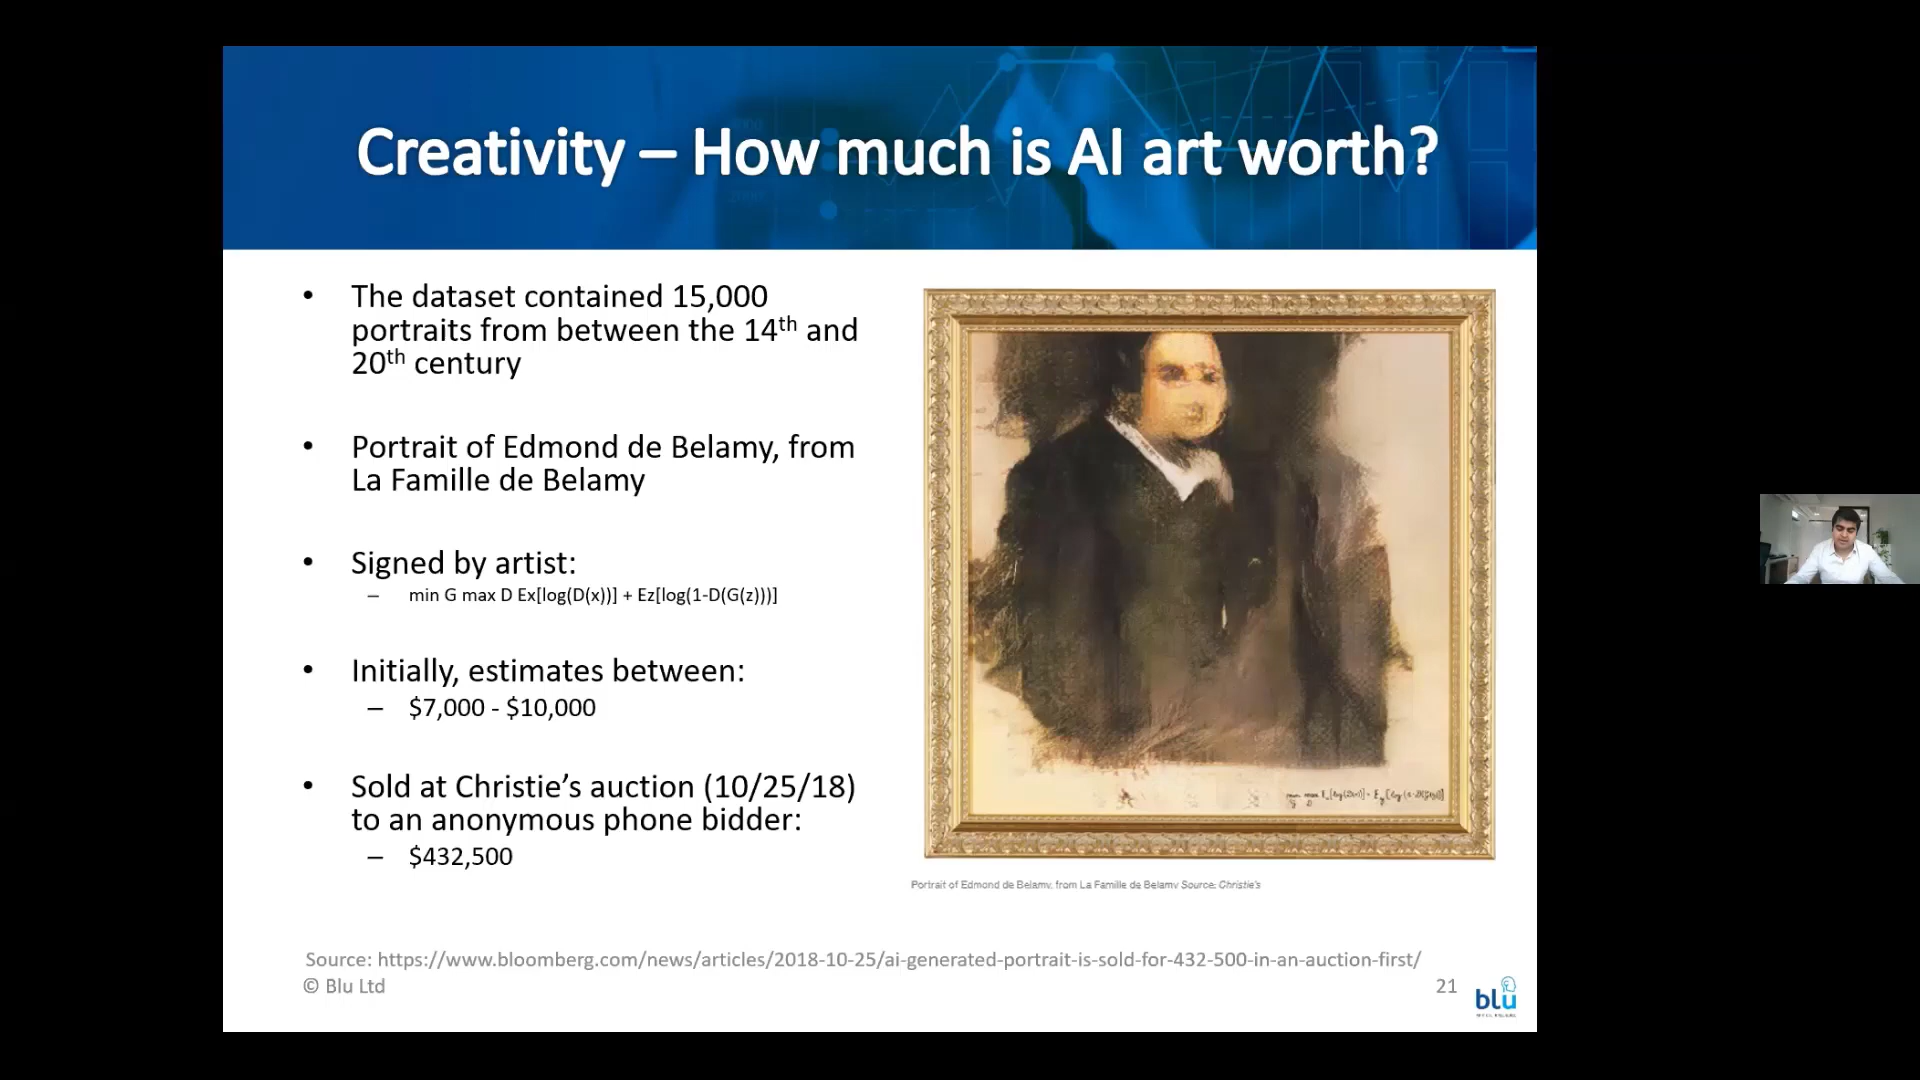 Creativity – How much is AI art worth?
• The dataset contained 15,000
portraits from between the 14th and
20th century
• Portrait of Edmond de Belamy, from
La Famille de Belamy
• Signed by artist:
– min G max D Ex[log(D(x))] + Ez[log(1-D(G(z)))]
• Initially, estimates between:
– $7,000 - $10,000
• Sold at Christie’s auction (10/25/18)
to an anonymous phone bidder:
– $432,500
Portrait of Edmond de Belamy, from La Famille de Belamy Source: Christie's
Source: https://www.bloomberg.com/news/articles/2018-10-25/ai-generated-portrait-is-sold-for-432-500-in-an-auction-first/
© Blu Ltd
21
blu